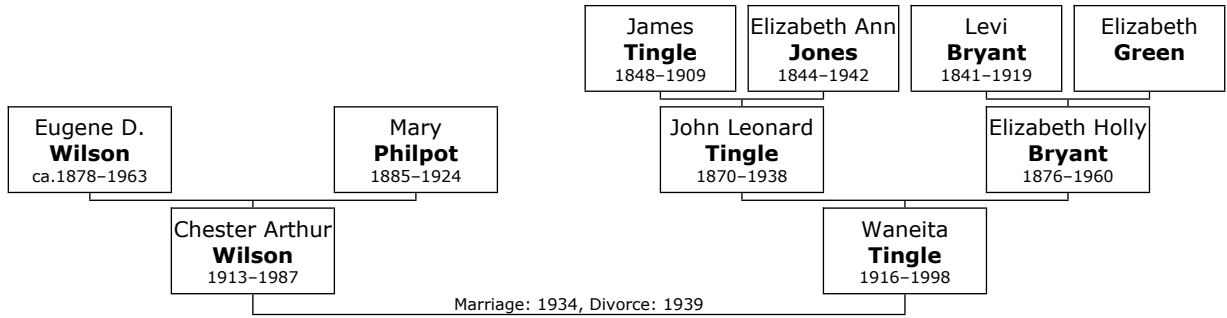 James
Tingle
1848–1909
Elizabeth Ann
Jones
1844–1942
Levi
Bryant
1841–1919
Elizabeth
Green
Eugene D.
Wilson
ca.1878–1963
Mary
Philpot
1885–1924
John Leonard
Tingle
1870–1938
Elizabeth Holly
Bryant
1876–1960
Chester Arthur
Wilson
1913–1987
Waneita
Tingle
1916–1998
Marriage: 1934, Divorce: 1939